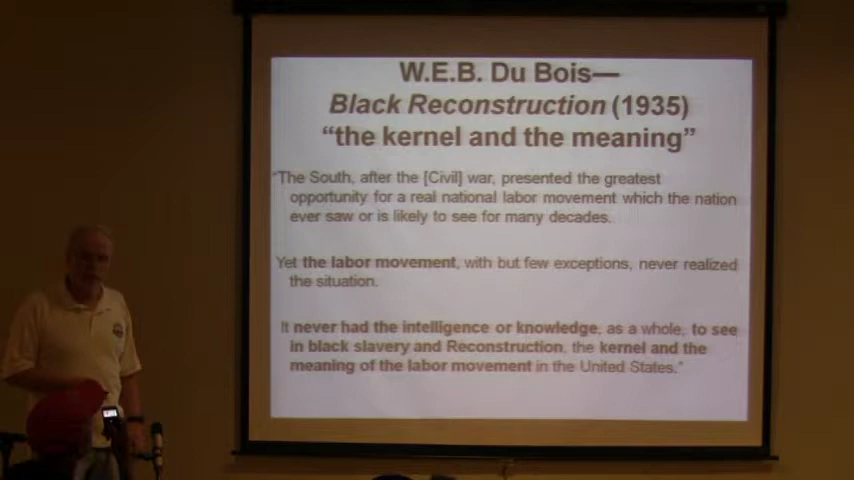 W.E.B. Du Bois—
Black Reconstruction (1935)
“the kernel and the meaning”
“The South, after the [Civil] war, presented the greatest
opportunity for a real national labor movement which the nation
ever saw or is likely to see for many decades.
Yet the labor movement, with but few exceptions, never realized
the situation.
It never had the intelligence or knowledge, as a whole, to see
in black slavery and Reconstruction, the kernel and the
meaning of the labor movement in the United States.”